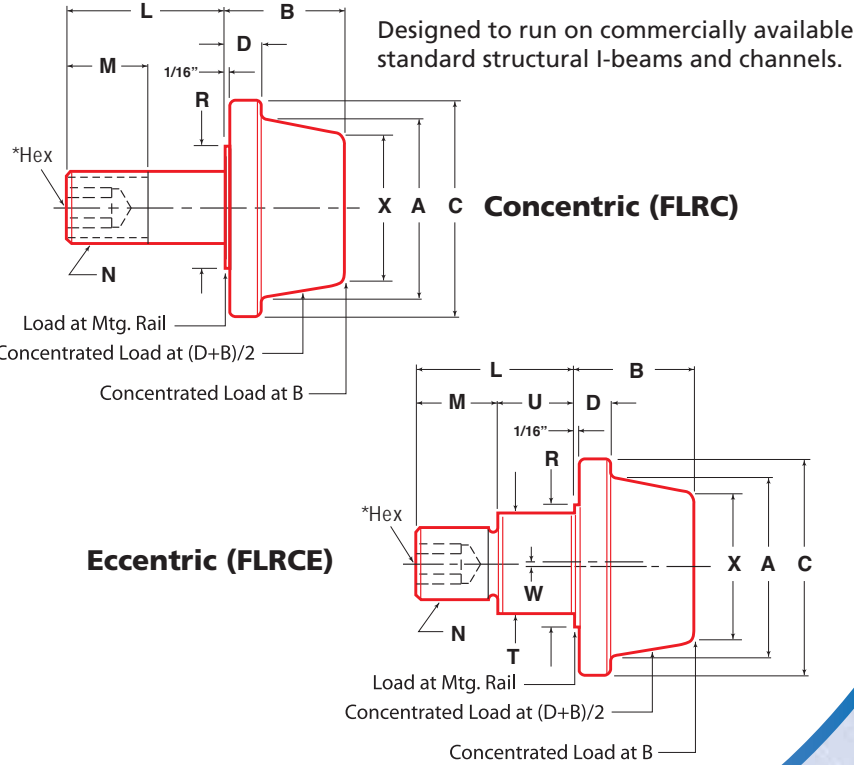 L
B
Designed to run on commercially available
standard structural I-beams and channels.
D
M
1/16"
R
*Hex
X
A
C
Concentric (FLRC)
N
Load at Mtg. Rail
Concentrated Load at (D+B)/2
Concentrated Load at B
L
B
M
U
D
1/16"
R
*Hex
Eccentric (FLRCE)
W
X
A
C
N
T
Load at Mtg. Rail
Concentrated Load at (D+B)/2
Concentrated Load at B